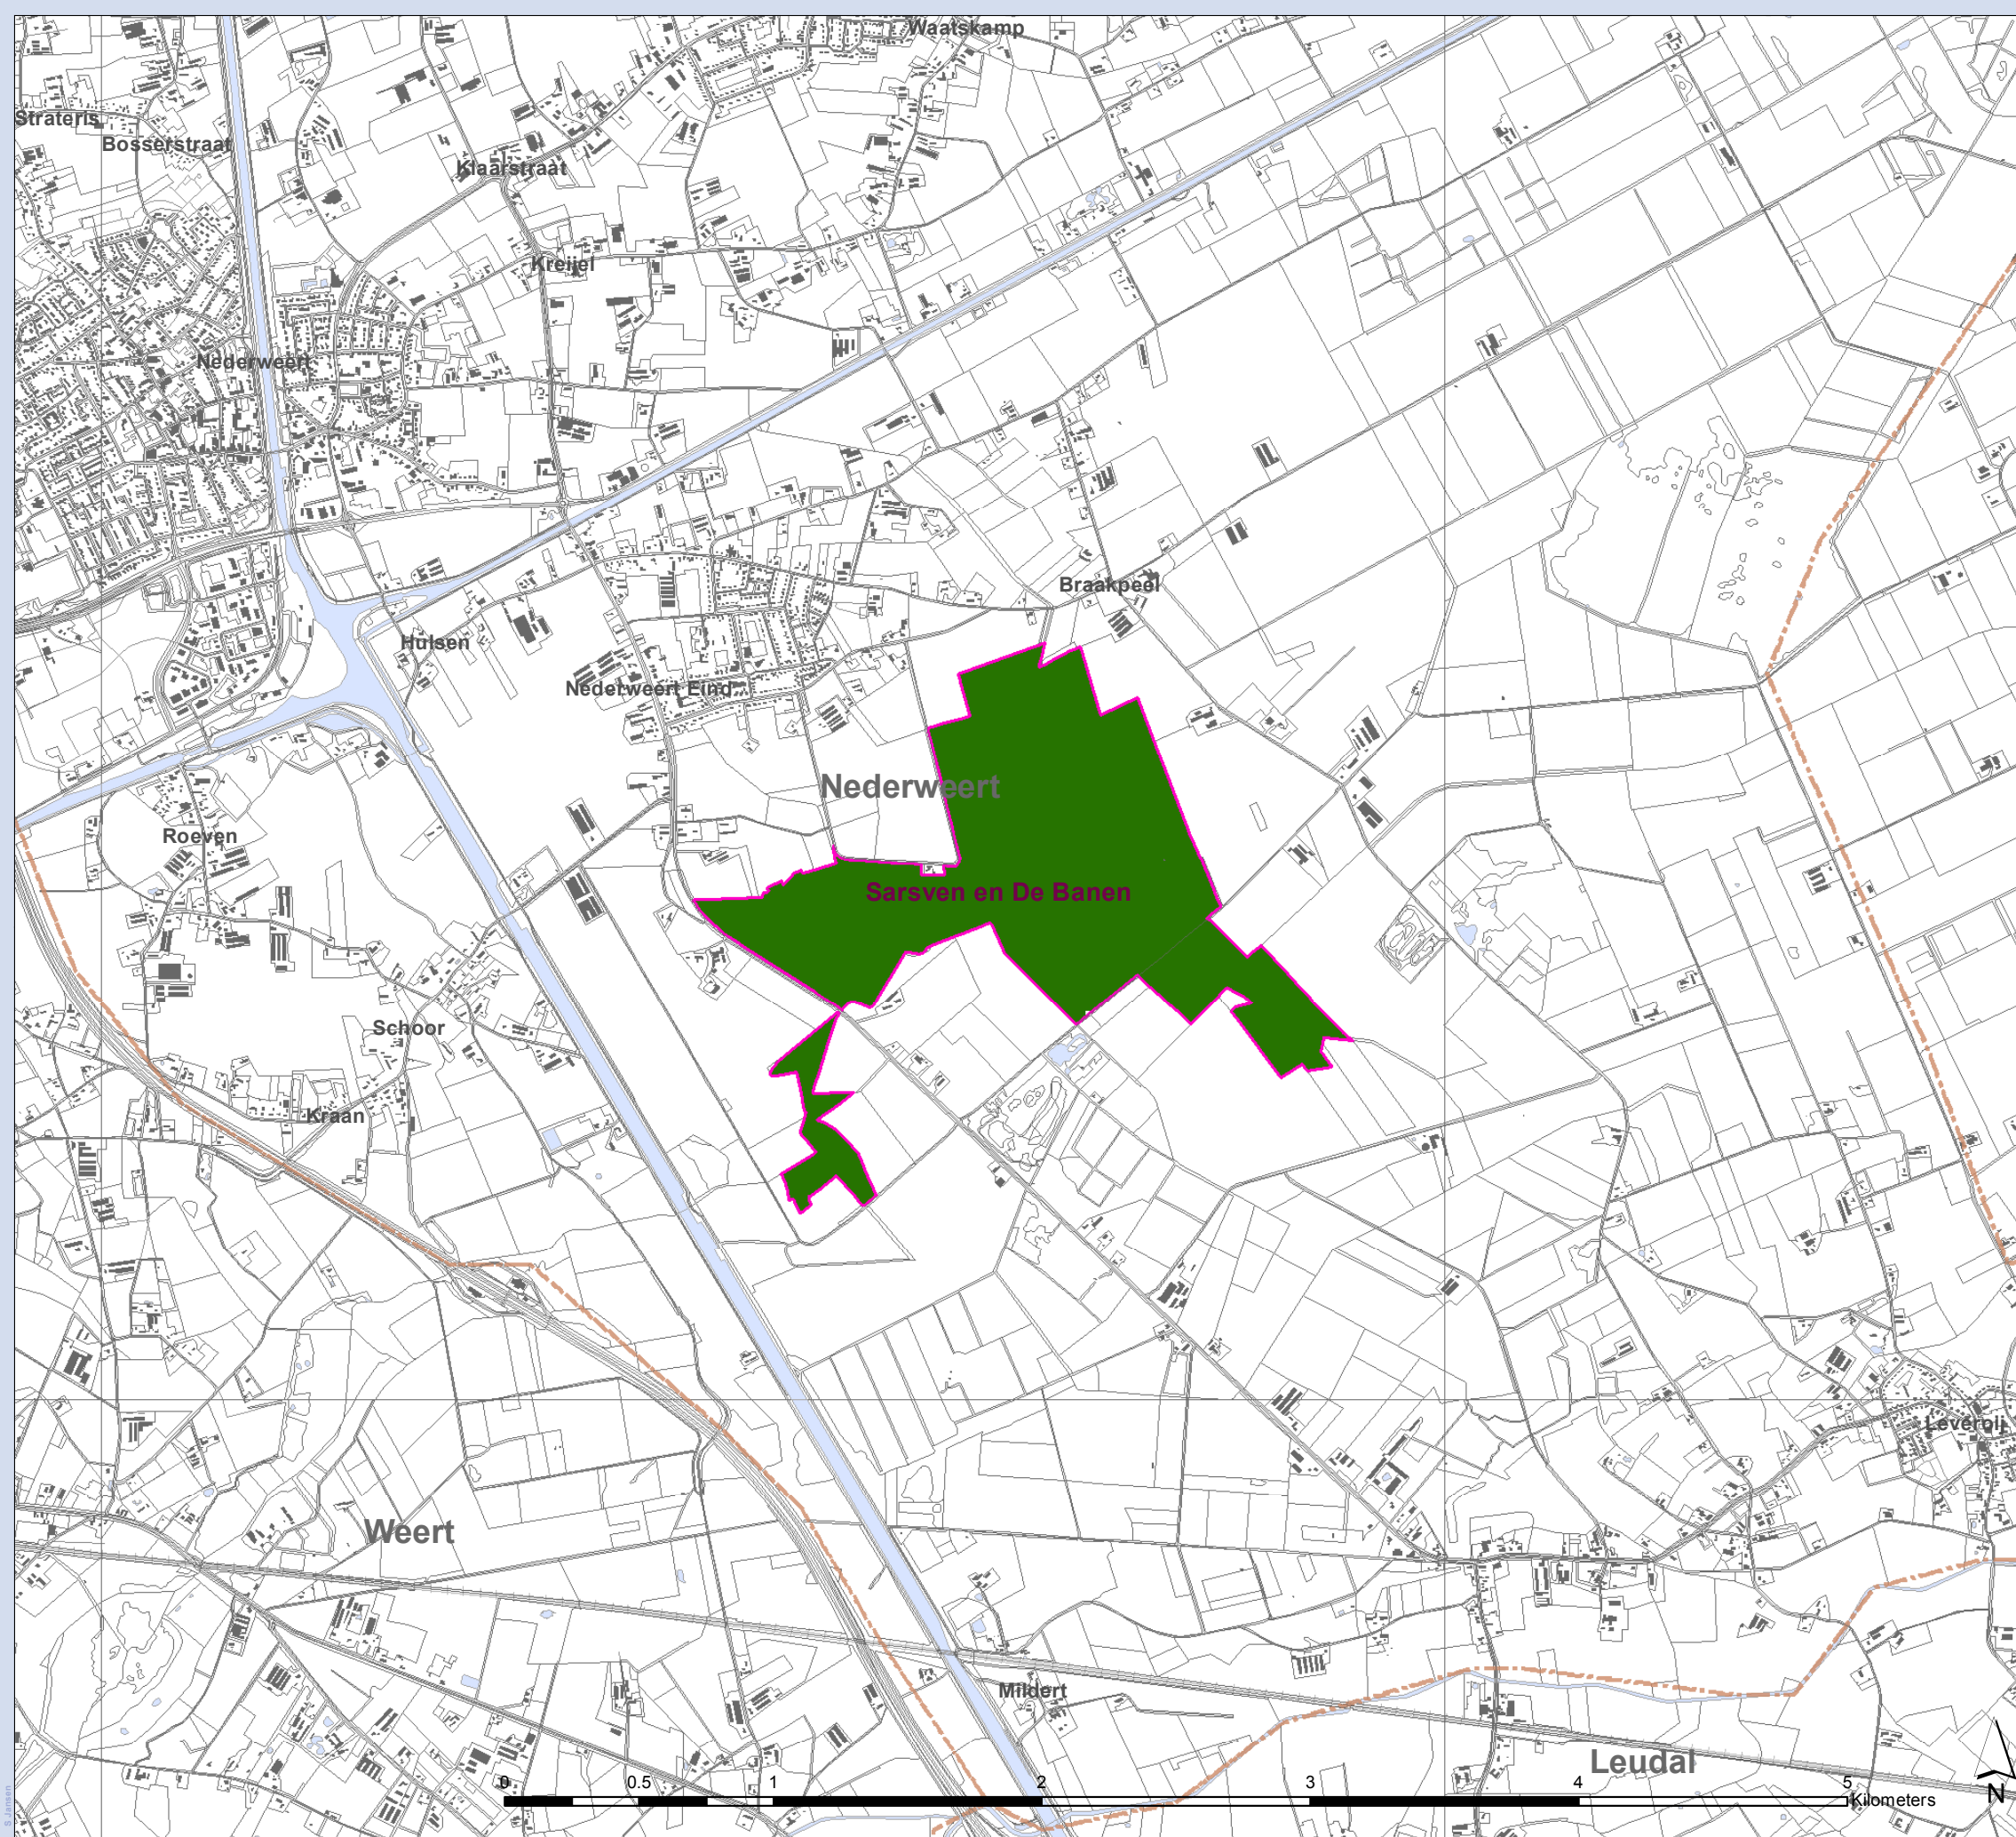 Waatskamp
Strateris
Bosserstraat
Klaarstraat
Kreijel
Nederweert
Braakpeel
Hulsen
Nederweert Eind
Nederweert
Roeven
Sarsven en De Banen
Schoor
Kraan
Leveroij
Weert
Mildert
Leudal
0 0.5 1 2 3 4 5
Kilometers
N
S Jansen